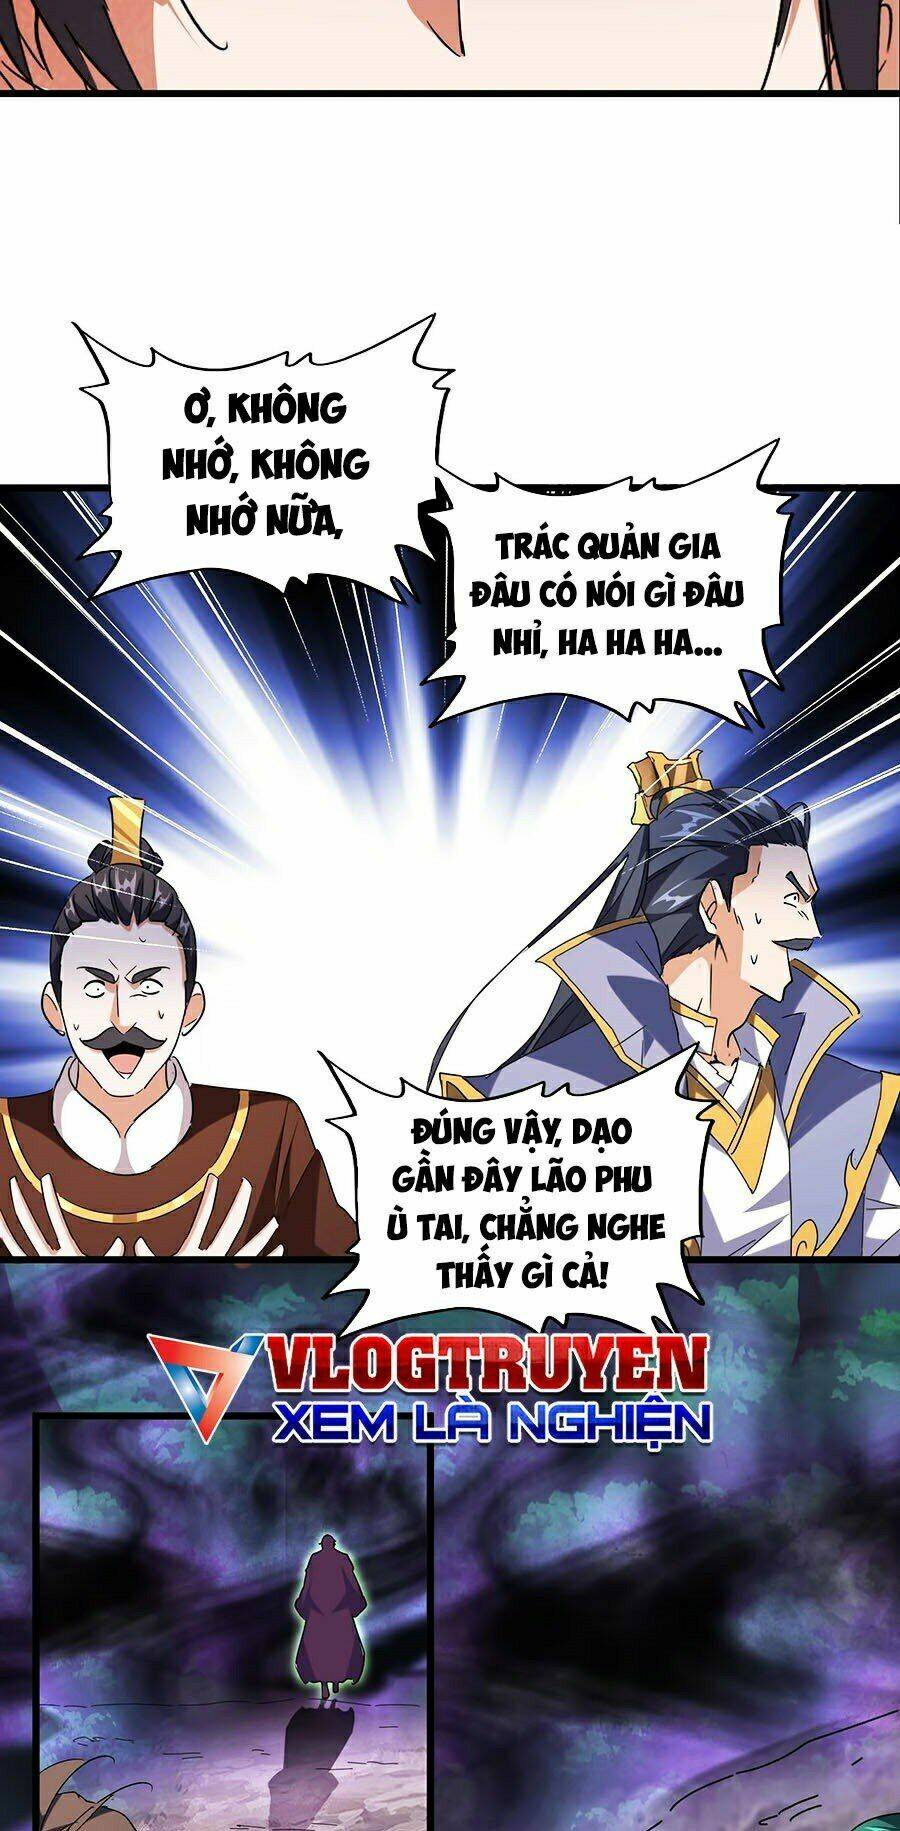 Ơ, KHÔNG
NHỚ, KHÔNG
NHỚ NỮA,
TRÁC QUẢN GIA
ĐÂU CÓ NÓI GÌ ĐÂU
NHỈ, HA HA HA...
ĐÚNG VẬY, DẠO
GẦN ĐÂY LÃO PHU
Ù TAI, CHẲNG NGHE
THẤY GÌ CẢ!
VLOGTRUYEN
XEM LÀ NGHIỆN